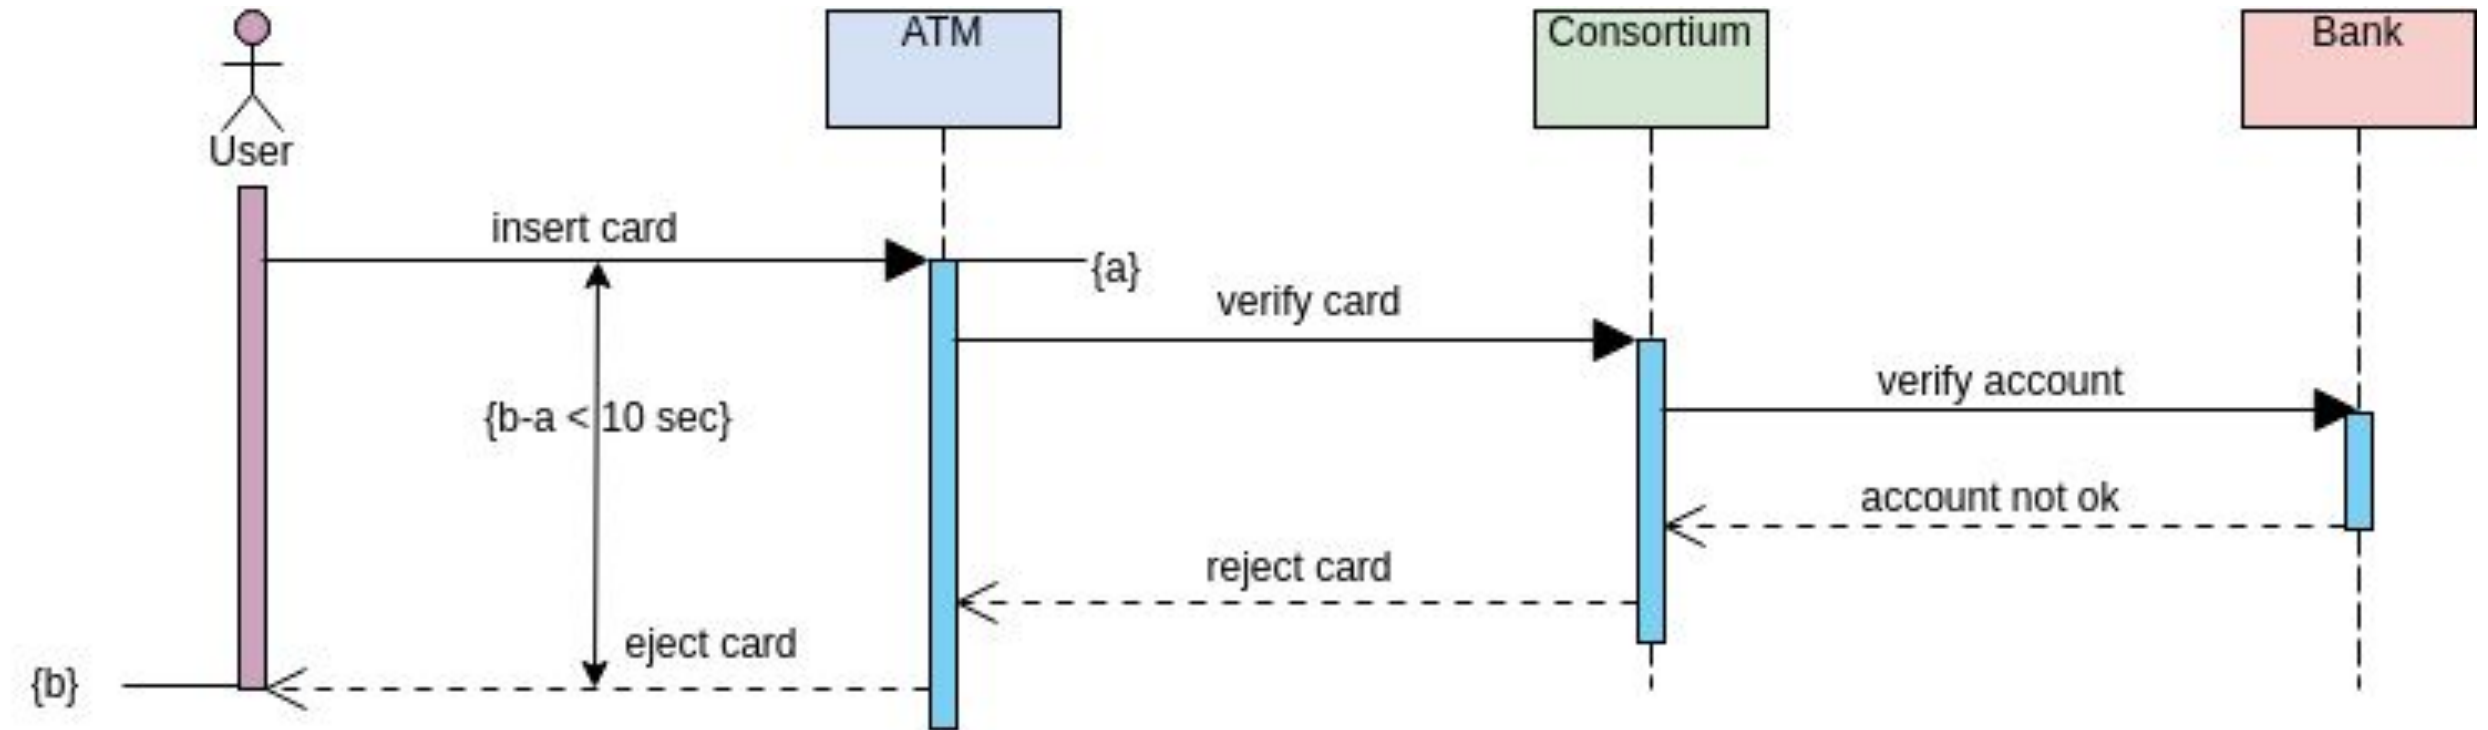 ATM
Consortium
Bank
User
insert card
{a}
verify card
verify account
{b-a < 10 sec}
account not ok
reject card
eject card
{b}